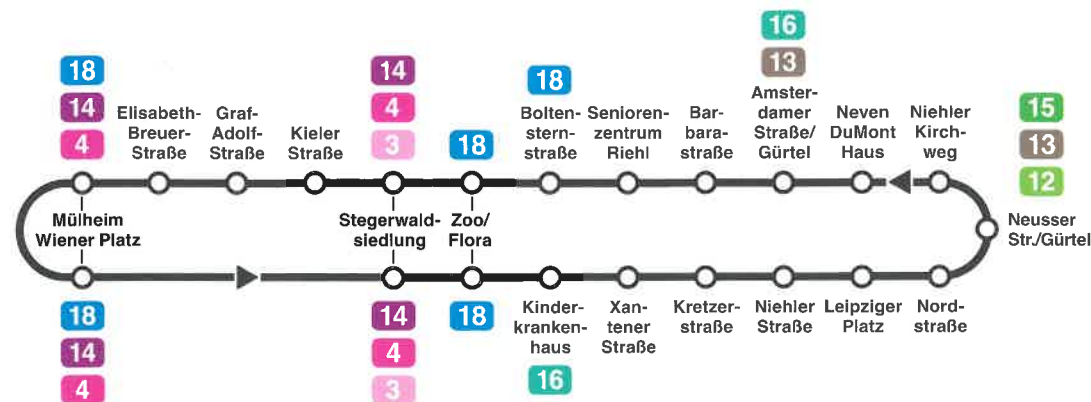 18
14
4
Elisabeth-
Breuer-
Straße
Graf-
Adolf-
Straße
Kieler
Straße
14
4
3
18
18
Bolten-
stern-
straße
Senioren-
zentrum
Riehl
Bar-
bara-
straße
16
13
Amster-
damer
Straße/
Gürtel
Neven
DuMont
Haus
Niehler
Kirch-
weg
15
13
12
Neusser
Str./Gürtel
Mülheim
Wiener Platz
Stegerwald-
siedlung
Zoo/
Flora
18
14
4
14
4
3
18
Kinder-
kranken-
haus
16
Xan-
tener
Straße
Kretzer-
straße
Niehler
Straße
Leipziger
Platz
Nord-
straße